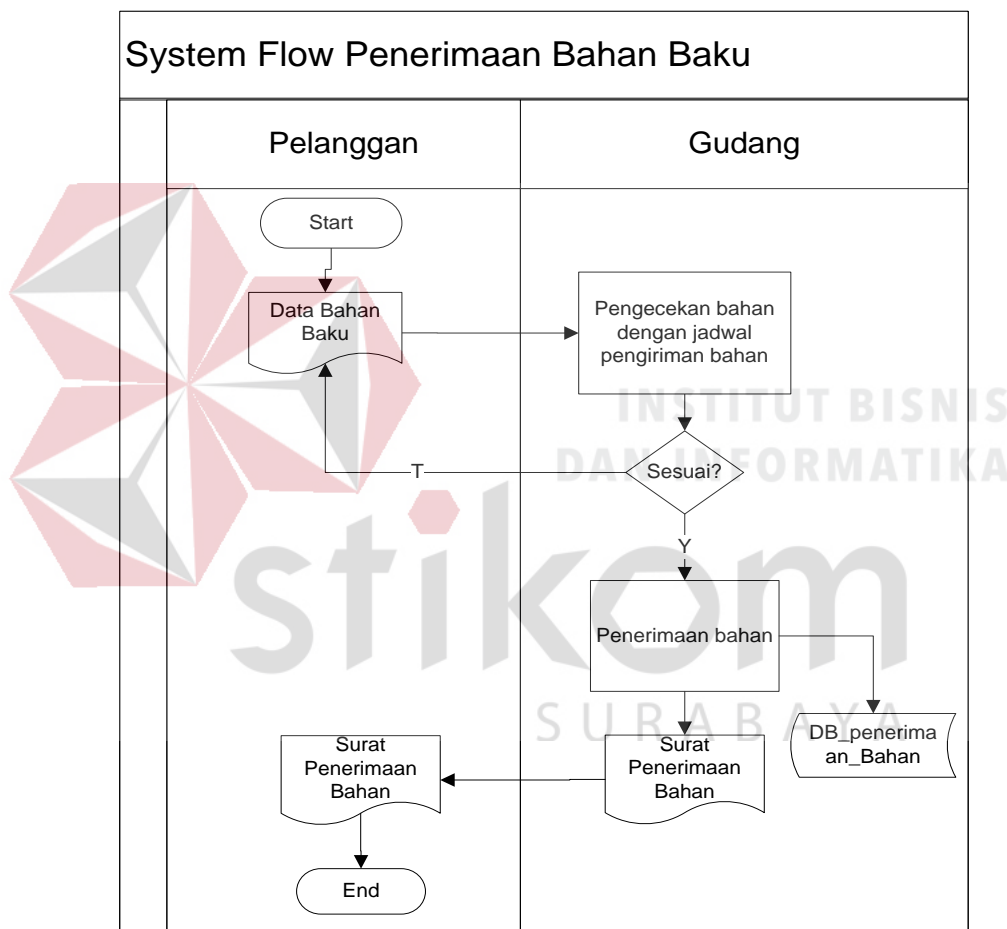 System Flow Penerimaan Bahan Baku
Pelanggan
Gudang
Start
Data Bahan
Baku
Pengecekan bahan
dengan jadwal
pengiriman bahan
INSTITUT BISNIS
DAN INFORMATIKA
T
Sesuai?
stikom
Y
Penerimaan bahan
SURABAYA
DB_penerima
an_Bahan
Surat
Penerimaan
Bahan
Surat
Penerimaan
Bahan
End